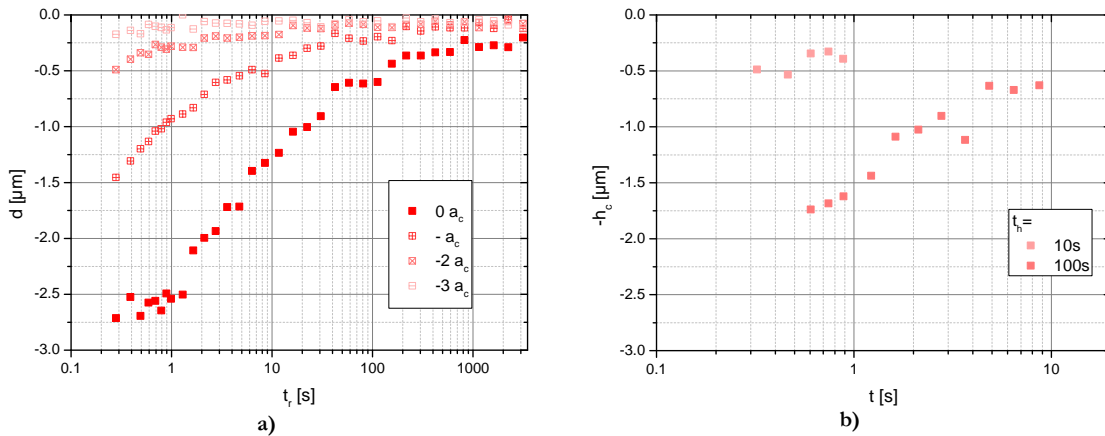 0.0
-0.5
-1.0
-1.5
-2.0
-2.5
-3.0
d [µm]
0 a_c
- a_c
-2 a_c
-3 a_c
0.1 1 10 100 1000
t_r [s]
a)
0.0
-0.5
-1.0
-1.5
-2.0
-2.5
-3.0
-h_c [µm]
t_h=
10s
100s
0.1 1 10
t [s]
b)